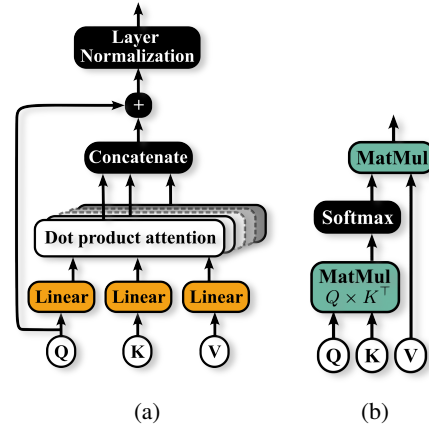 Layer
Normalization
+
Concatenate
Dot product attention
Linear
Linear
Linear
Q
K
V
(a)
MatMul
Softmax
MatMul
Q × K⊤
Q
K
V
(b)